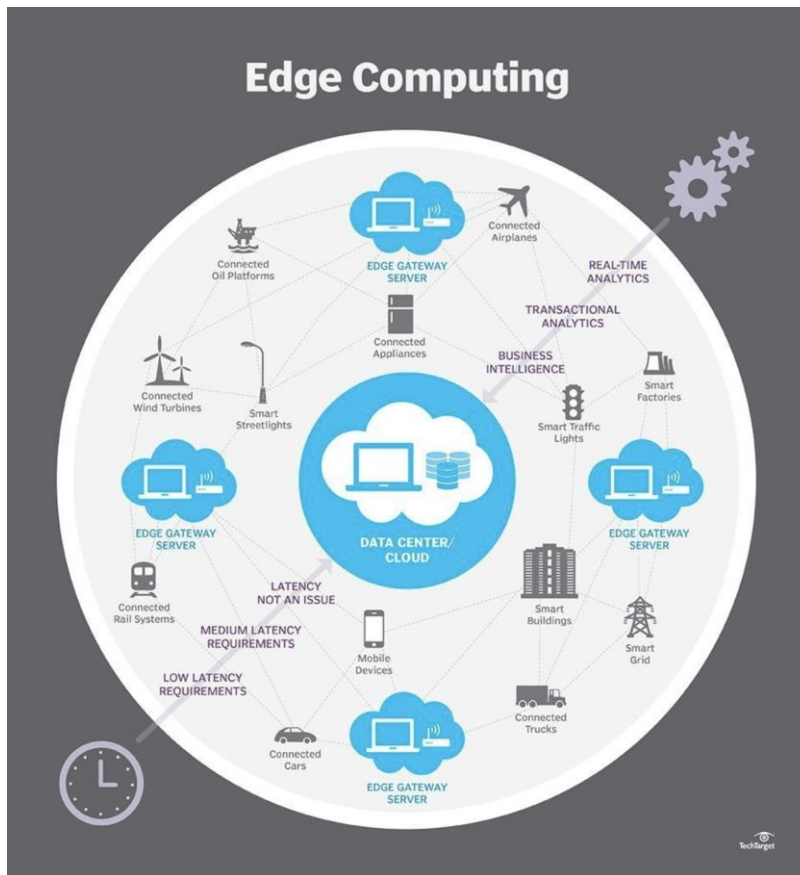 Edge Computing
Connected
Oil Platforms
EDGE GATEWAY
SERVER
Connected
Airplanes
REAL-TIME
ANALYTICS
TRANSACTIONAL
ANALYTICS
BUSINESS
INTELLIGENCE
Connected
Appliances
Connected
Wind Turbines
Smart
Streetlights
Smart
Factories
Smart Traffic
Lights
EDGE GATEWAY
SERVER
DATA CENTER/
CLOUD
EDGE GATEWAY
SERVER
LATENCY
NOT AN ISSUE
MEDIUM LATENCY
REQUIREMENTS
LOW LATENCY
REQUIREMENTS
Connected
Rail Systems
Mobile
Devices
Smart
Buildings
Smart
Grid
Connected
Trucks
Connected
Cars
EDGE GATEWAY
SERVER
TechTarget